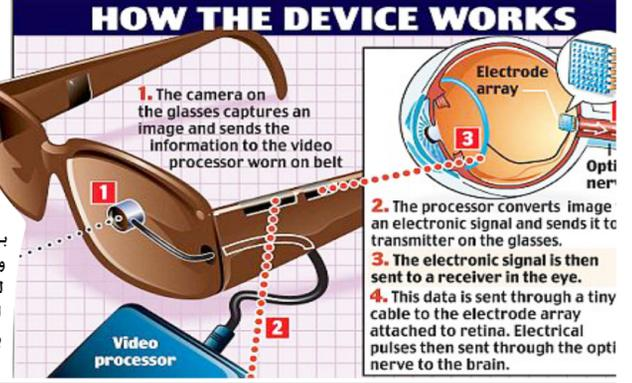 HOW THE DEVICE WORKS
1. The camera on
the glasses captures an
image and sends the
information to the video
processor worn on belt
1
2
Video
processor
Electrode
array
3
Opti
ner
2. The processor converts image
an electronic signal and sends it to
transmitter on the glasses.
3. The electronic signal is then
sent to a receiver in the eye.
4. This data is sent through a tiny
cable to the electrode array
attached to retina. Electrical
pulses then sent through the opti
nerve to the brain.